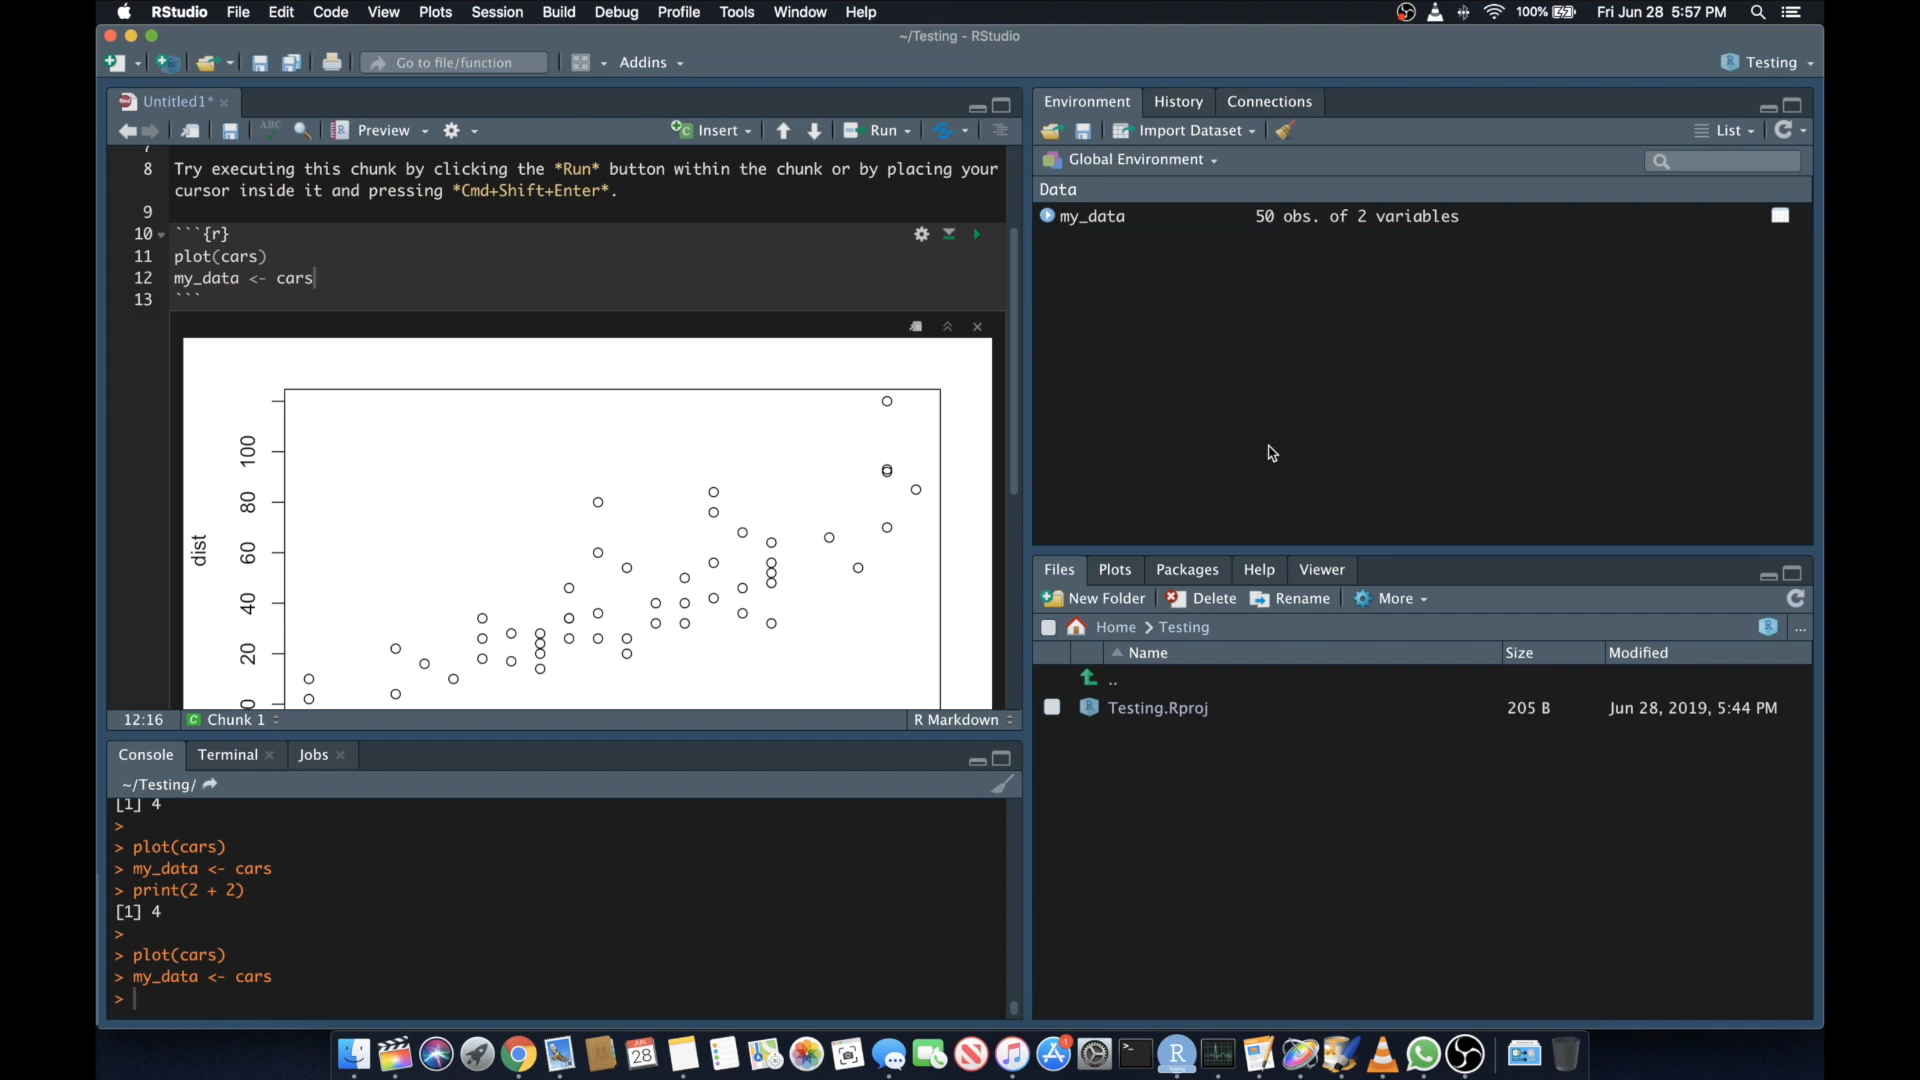 RStudio File Edit Code View Plots Session Build Debug Profile Tools Window Help 100% Fri Jun 28 5:57 PM
~/Testing - RStudio
Go to file/function Addins Testing
Untitled1*
ABC Preview Insert Run
8 Try executing this chunk by clicking the *Run* button within the chunk or by placing your
cursor inside it and pressing *Cmd+Shift+Enter*.
9
10 ```{r}
11 plot(cars)
12 my_data <- cars
13 ```
100
80
60
40
20
0
dist
12:16 C Chunk 1 R Markdown
Console Terminal Jobs
~/Testing/
[1] 4
>
> plot(cars)
> my_data <- cars
> print(2 + 2)
[1] 4
>
> plot(cars)
> my_data <- cars
>
Environment History Connections
Import Dataset List
Global Environment
Data
my_data 50 obs. of 2 variables
Files Plots Packages Help Viewer
New Folder Delete Rename More
Home Testing ...
Name Size Modified
..
Testing.Rproj 205 B Jun 28, 2019, 5:44 PM
JUN
28
1
R